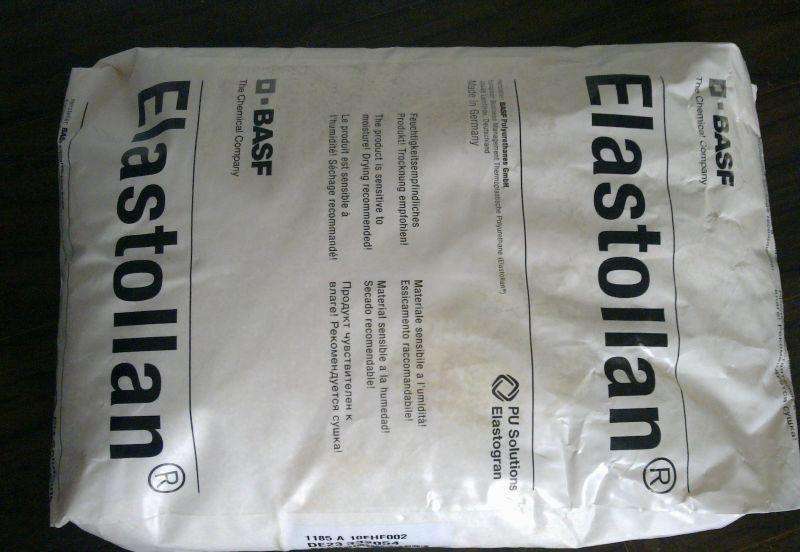 BASF
The Chemical Company
Elastollan®
BASF Polyurethanes GmbH
Made in Germany
PU Solutions
Elastogran
Feuchtigkeitsempfindliches
Produkt! Trocknung empfohlen!
The product is sensitive to
moisture! Drying recommended!
Le produit est sensible à
l'humidité! Séchage recommandé!
Materiale sensibile a l'umidità!
Essicamento raccomandabile!
Material sensible a la humedad!
Secado recomendable!
Продукт чувствителен к
влаге! Рекомендуется сушка!
BASF
The Chemical Company
Elastollan®
1185 A 10FHF002